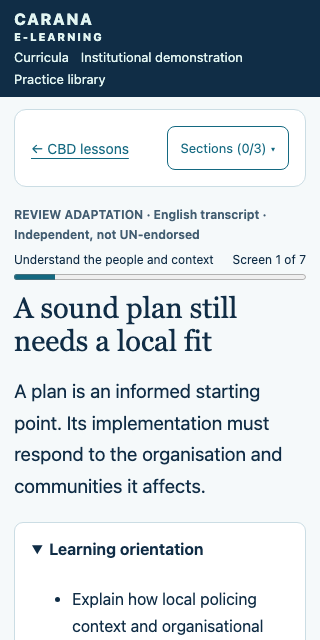 CARANA
E-LEARNING
Curricula Institutional demonstration
Practice library
← CBD lessons
Sections (0/3) ▾
REVIEW ADAPTATION · English transcript ·
Independent, not UN-endorsed
Understand the people and context Screen 1 of 7
A sound plan still
needs a local fit
A plan is an informed starting
point. Its implementation must
respond to the organisation and
communities it affects.
▼ Learning orientation
• Explain how local policing
context and organisational